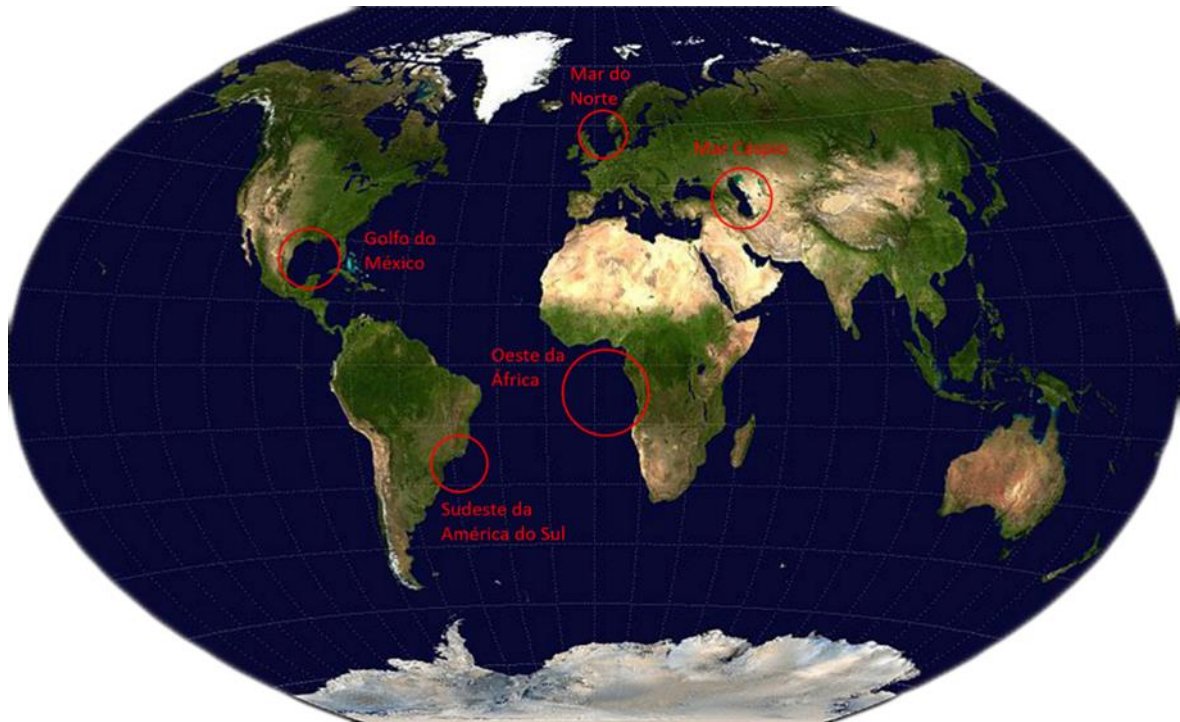 Mar do
Norte
Mar Cáspio
Golfo do
México
Oeste da
África
Sudeste da
América do Sul